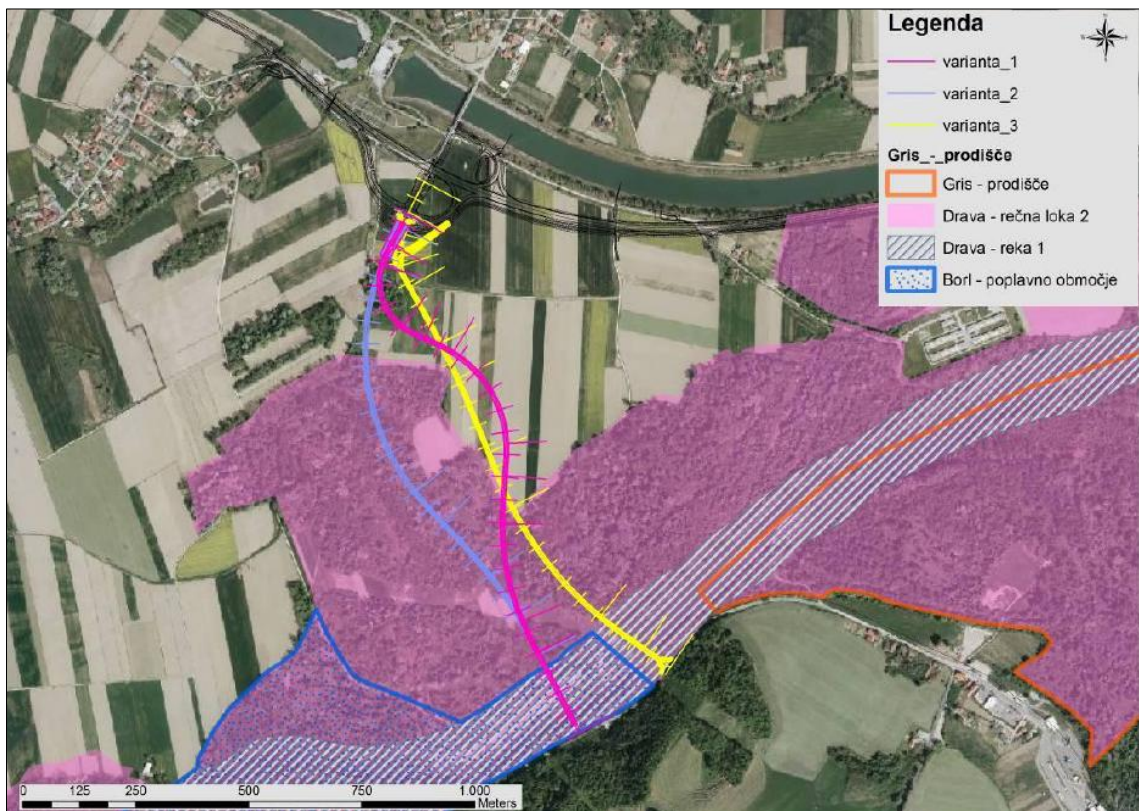 Legenda
varianta_1
varianta_2
varianta_3
Gris_-_prodišče
Gris - prodišče
Drava - rečna loka 2
Drava - reka 1
Borl - poplavno območje
0 125 250 500 750 1.000
Meters